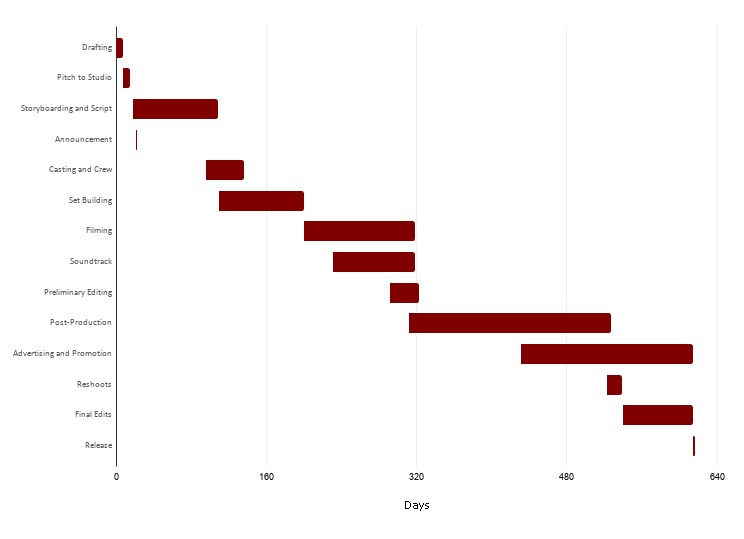 Drafting
Pitch to Studio
Storyboarding and Script
Announcement
Casting and Crew
Set Building
Filming
Soundtrack
Preliminary Editing
Post-Production
Advertising and Promotion
Reshoots
Final Edits
Release
0 160 320 480 640
Days